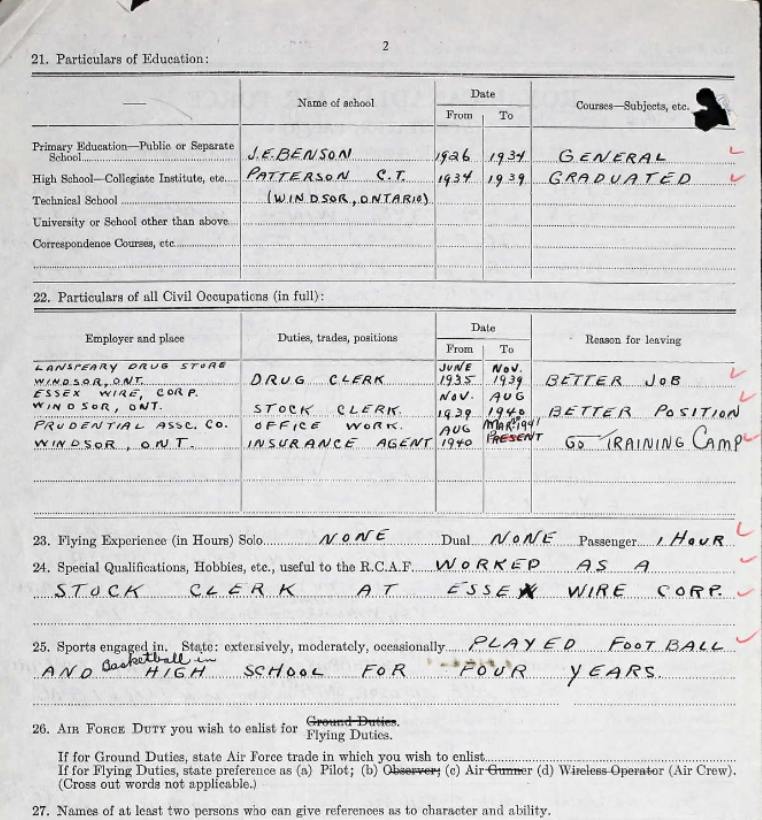 2
21. Particulars of Education:
Name of school
Date
From To
Courses—Subjects, etc.
Primary Education—Public or Separate
School J.E.BENSON 1926 1934 GENERAL
High School—Collegiate Institute, etc. PATTERSON C.T. 1934 1939 GRADUATED
Technical School (WINDSOR, ONTARIO)
University or School other than above
Correspondence Courses, etc
22. Particulars of all Civil Occupations (in full):
Employer and place Duties, trades, positions
Date
From To
Reason for leaving
LANSPEARY DRUG STORE JUNE NOV.
WINDSOR, ONT. DRUG CLERK 1935 1939 BETTER JOB
ESSEX WIRE, CORP. NOV. AUG
WINDSOR, ONT. STOCK CLERK. 1939 1940 BETTER POSITION
PRUDENTIAL ASSC. CO. OFFICE WORK. AUG MAR 1941
WINDSOR, ONT. INSURANCE AGENT 1940 PRESENT GO TRAINING CAMP
23. Flying Experience (in Hours) Solo NONE Dual NONE Passenger 1 HOUR
24. Special Qualifications, Hobbies, etc., useful to the R.C.A.F. WORKED AS A
STOCK CLERK AT ESSEX WIRE CORP.
25. Sports engaged in. State: extensively, moderately, occasionally PLAYED FOOTBALL
AND Basketball in HIGH SCHOOL FOR FOUR YEARS.
26. AIR FORCE DUTY you wish to enlist for Ground Duties.
Flying Duties.
If for Ground Duties, state Air Force trade in which you wish to enlist
If for Flying Duties, state preference as (a) Pilot; (b) Observer; (c) Air Gunner (d) Wireless Operator (Air Crew).
(Cross out words not applicable.)
27. Names of at least two persons who can give references as to character and ability.